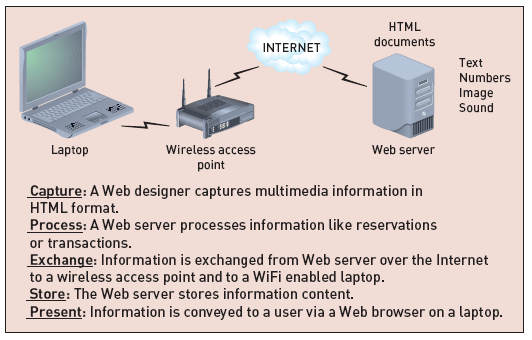 HTML
documents
INTERNET
Text
Numbers
Image
Sound
Laptop
Wireless access
point
Web server
Capture: A Web designer captures multimedia information in
HTML format.
Process: A Web server processes information like reservations
or transactions.
Exchange: Information is exchanged from Web server over the Internet
to a wireless access point and to a WiFi enabled laptop.
Store: The Web server stores information content.
Present: Information is conveyed to a user via a Web browser on a laptop.